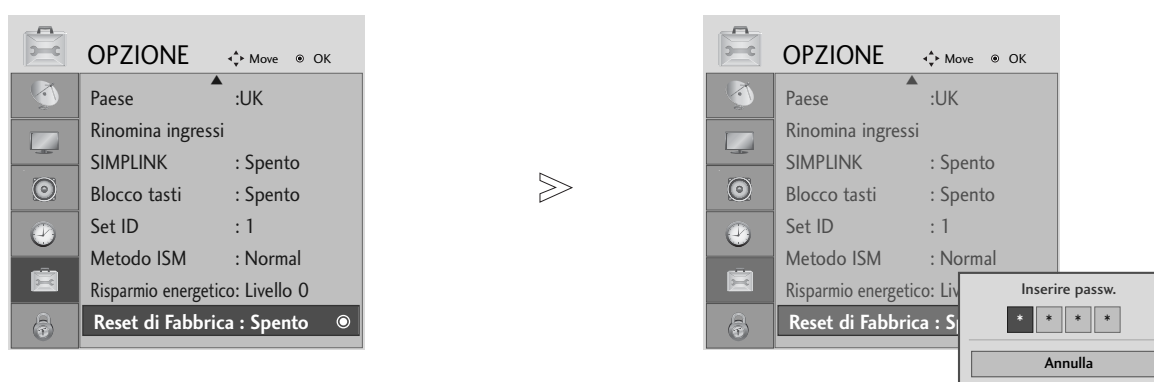 OPZIONE Move OK
Paese :UK
Rinomina ingressi
SIMPLINK : Spento
Blocco tasti : Spento
Set ID : 1
Metodo ISM : Normal
Risparmio energetico: Livello 0
Reset di Fabbrica : Spento
OPZIONE Move OK
Paese :UK
Rinomina ingressi
SIMPLINK : Spento
Blocco tasti : Spento
Set ID : 1
Metodo ISM : Normal
Risparmio energetico: Liv
Reset di Fabbrica : S
Inserire passw.
* * * *
Annulla